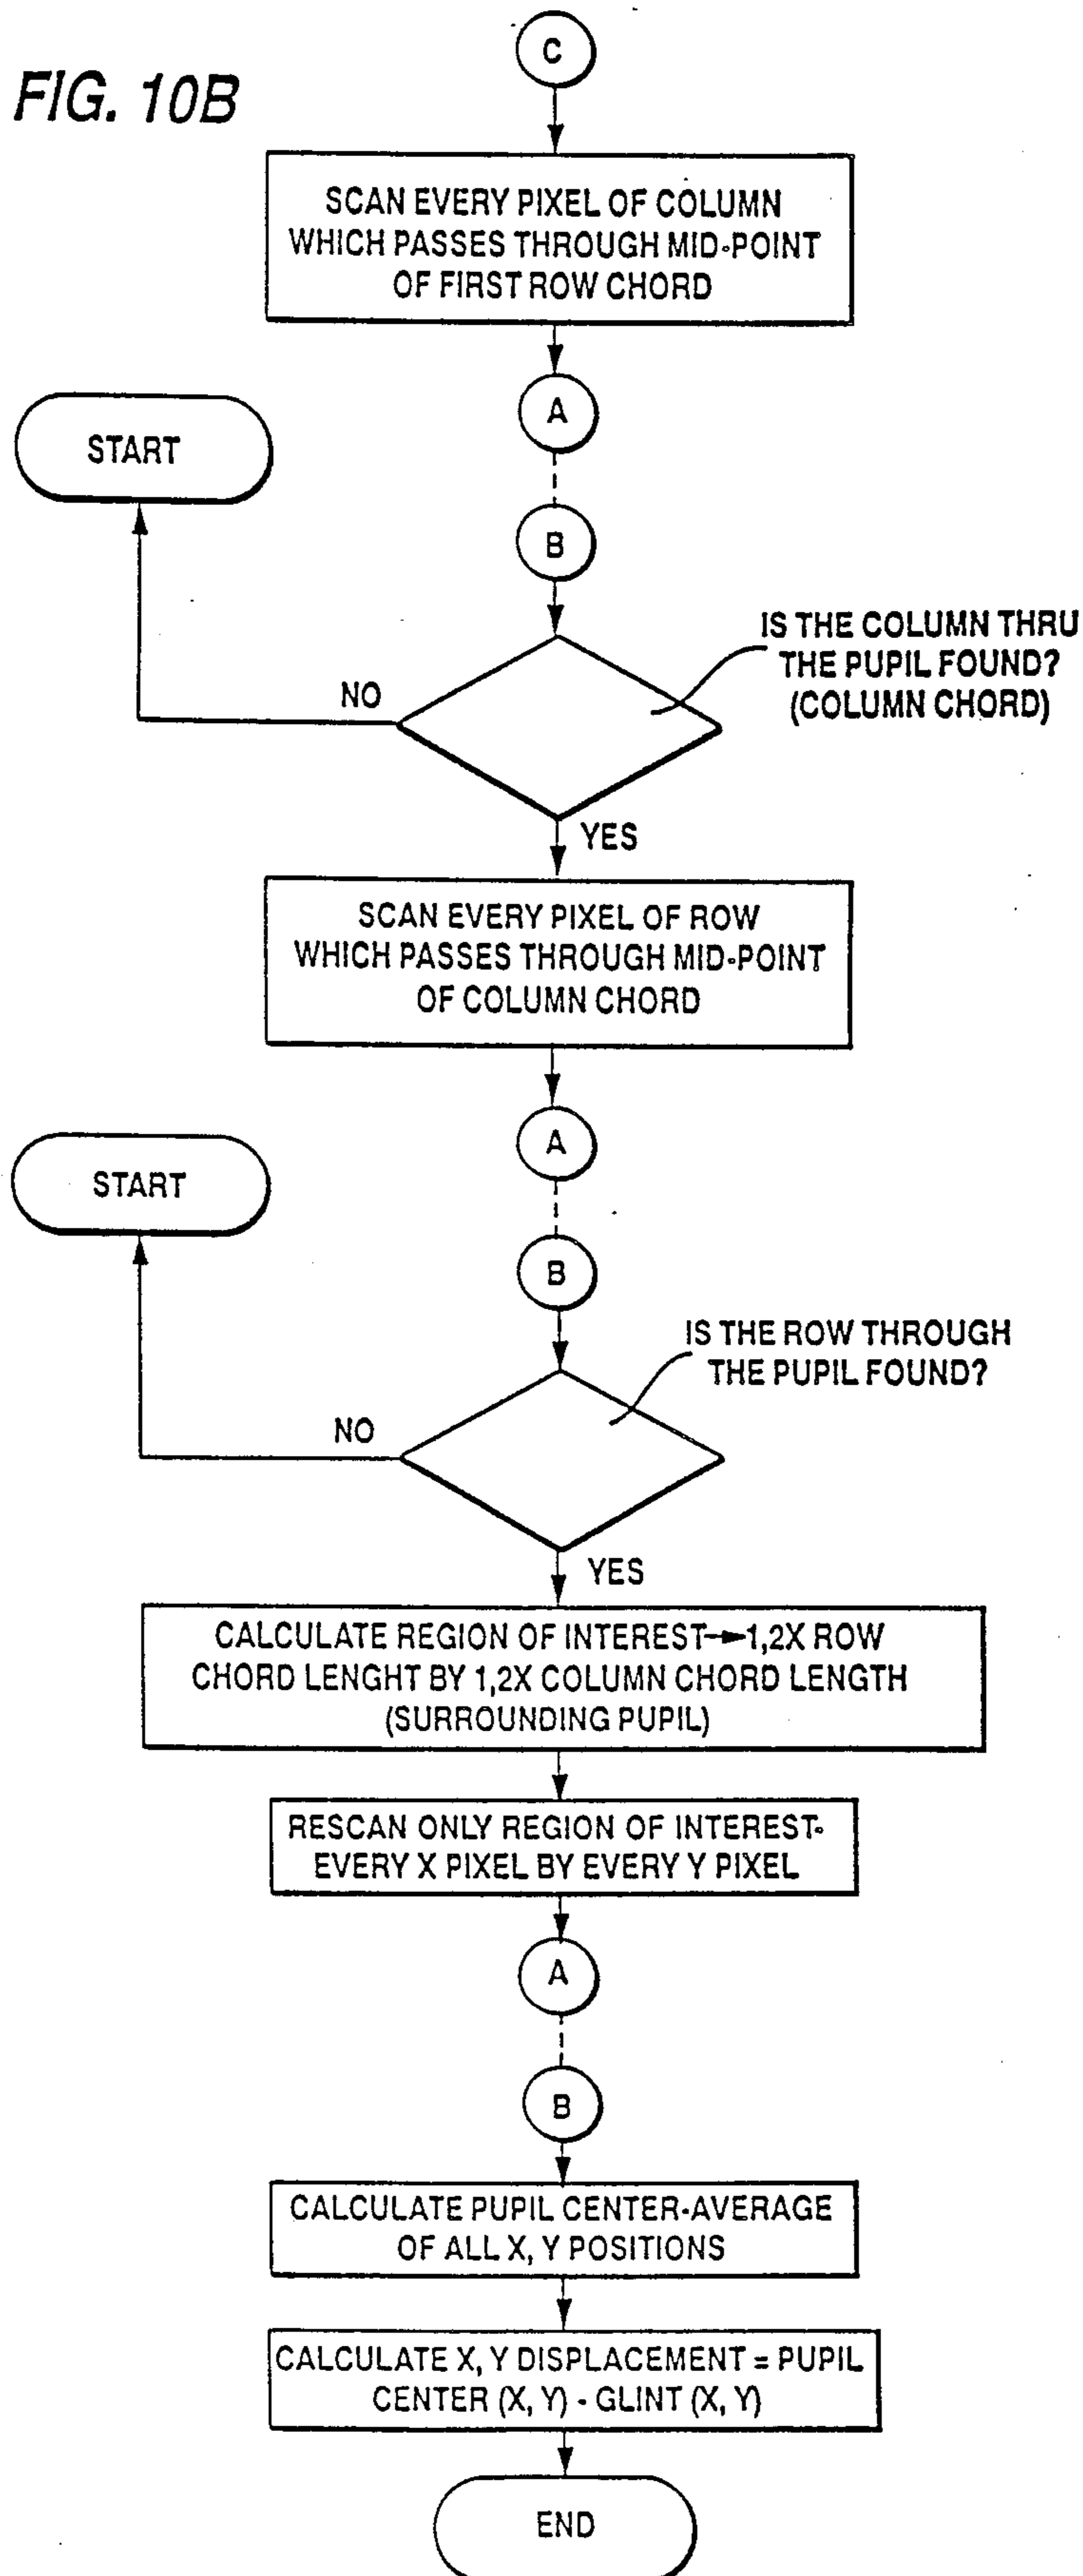 FIG. 10B
C
SCAN EVERY PIXEL OF COLUMN
WHICH PASSES THROUGH MID-POINT
OF FIRST ROW CHORD
A
START
B
IS THE COLUMN THRU
THE PUPIL FOUND?
(COLUMN CHORD)
NO
YES
SCAN EVERY PIXEL OF ROW
WHICH PASSES THROUGH MID-POINT
OF COLUMN CHORD
A
START
B
IS THE ROW THROUGH
THE PUPIL FOUND?
NO
YES
CALCULATE REGION OF INTEREST→1,2X ROW
CHORD LENGHT BY 1,2X COLUMN CHORD LENGTH
(SURROUNDING PUPIL)
RESCAN ONLY REGION OF INTEREST-
EVERY X PIXEL BY EVERY Y PIXEL
A
B
CALCULATE PUPIL CENTER-AVERAGE
OF ALL X, Y POSITIONS
CALCULATE X, Y DISPLACEMENT = PUPIL
CENTER (X, Y) - GLINT (X, Y)
END